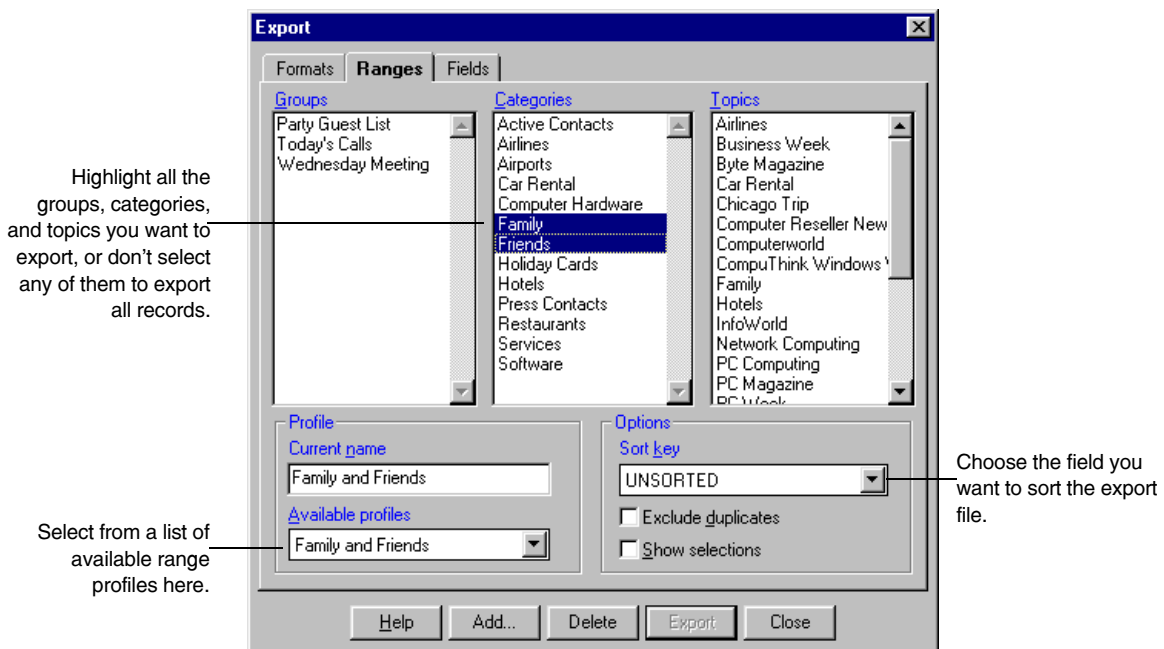 Export
Formats
Ranges
Fields
Groups
Party Guest List
Today's Calls
Wednesday Meeting
Categories
Active Contacts
Airlines
Airports
Car Rental
Computer Hardware
Family
Friends
Holiday Cards
Hotels
Press Contacts
Restaurants
Services
Software
Topics
Airlines
Business Week
Byte Magazine
Car Rental
Chicago Trip
Computer Reseller New
Computerworld
CompuThink Windows
Family
Hotels
InfoWorld
Network Computing
PC Computing
PC Magazine
PC Week
Highlight all the
groups, categories,
and topics you want to
export, or don't select
any of them to export
all records.
Profile
Current name
Family and Friends
Available profiles
Family and Friends
Select from a list of
available range
profiles here.
Options
Sort key
UNSORTED
Exclude duplicates
Show selections
Choose the field you
want to sort the export
file.
Help
Add...
Delete
Export
Close